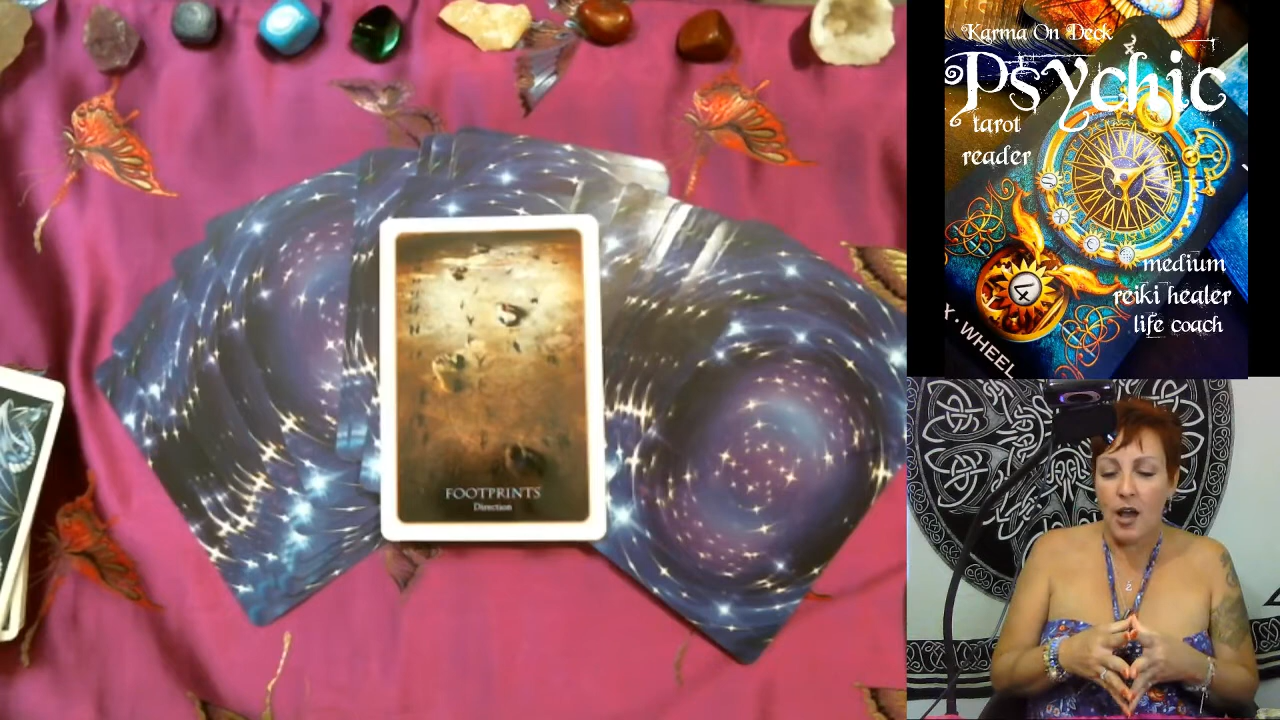 FOOTPRINTS
Direction
Karma On Deck
Psychic
tarot
reader
medium
reiki healer
life coach
X • WHEEL